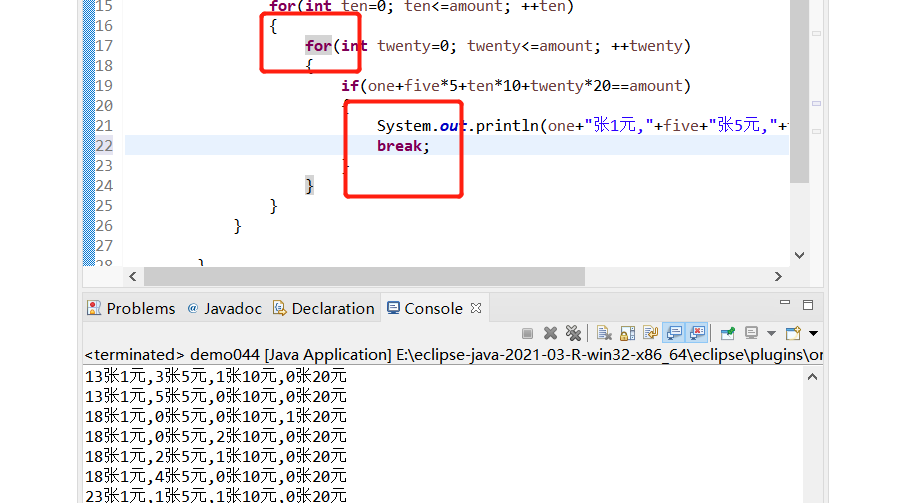 15 for(int ten=0; ten<=amount; ++ten)
16 {
17 for(int twenty=0; twenty<=amount; ++twenty)
18 {
19 if(one+five*5+ten*10+twenty*20==amount)
20 {
21 System.out.println(one+"张1元,"+five+"张5元,"+
22 break;
23 }
24 }
25 }
26 }
27
28 }
Problems @ Javadoc Declaration Console
<terminated> demo044 [Java Application] E:\eclipse-java-2021-03-R-win32-x86_64\eclipse\plugins\or
13张1元,3张5元,1张10元,0张20元
13张1元,5张5元,0张10元,0张20元
18张1元,0张5元,0张10元,1张20元
18张1元,0张5元,2张10元,0张20元
18张1元,2张5元,1张10元,0张20元
18张1元,4张5元,0张10元,0张20元
23张1元,1张5元,1张10元,0张20元